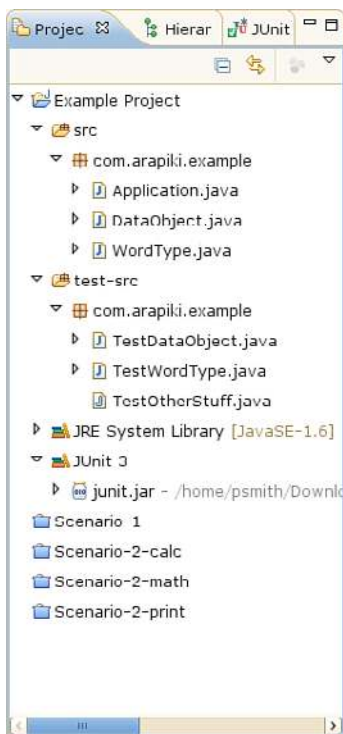 Projec Hierar JUnit
Example Project
src
com.arapiki.example
Application.java
DataObject.java
WordType.java
test-src
com.arapiki.example
TestDataObject.java
TestWordType.java
TestOtherStuff.java
JRE System Library [JavaSE-1.6]
JUnit 3
junit.jar - /home/psmith/Downlo
Scenario 1
Scenario-2-calc
Scenario-2-math
Scenario-2-print